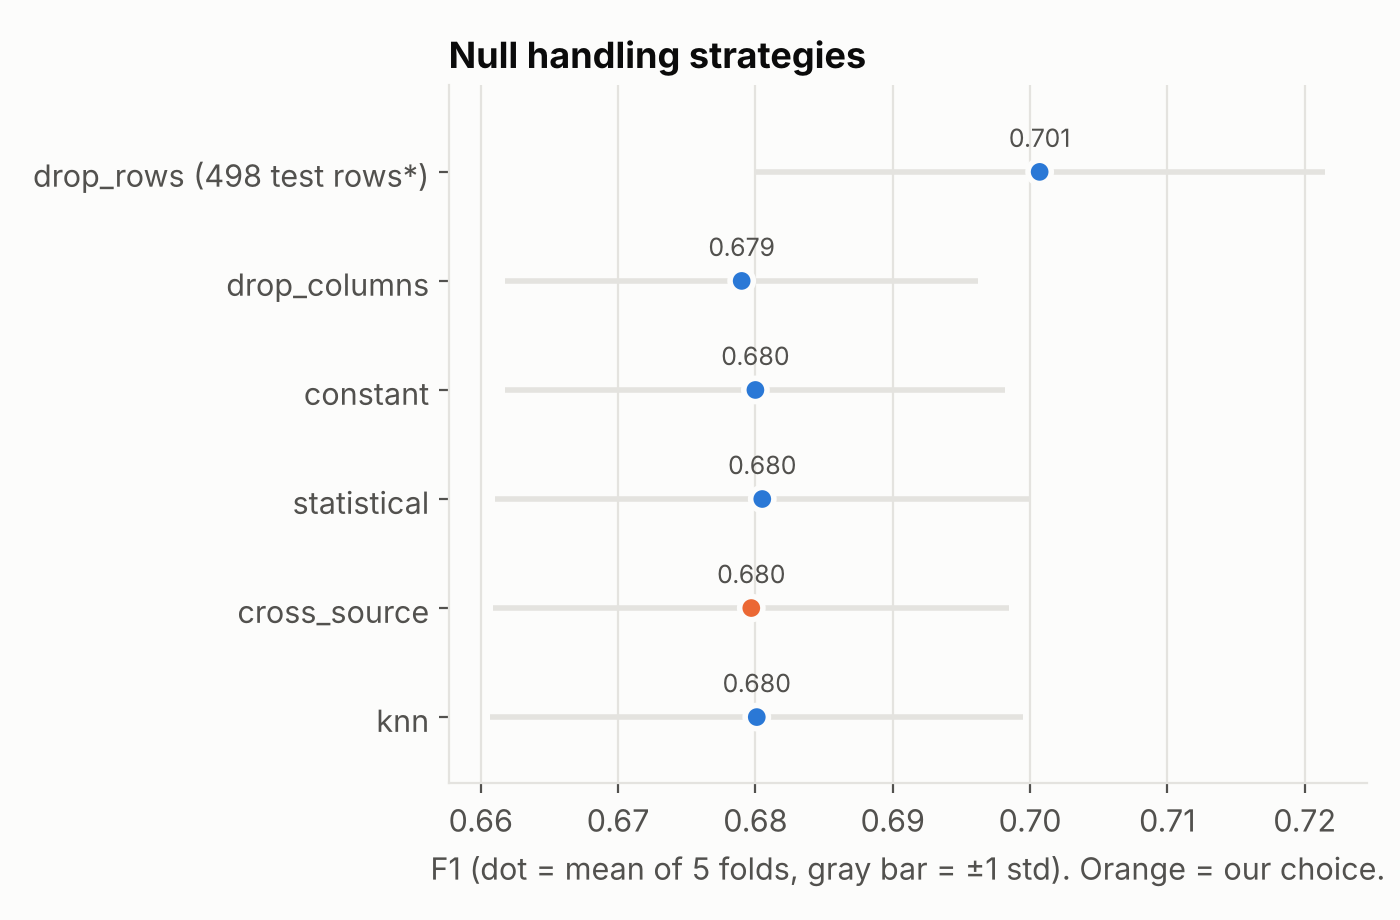 Null handling strategies
0.701
drop_rows (498 test rows*)
0.679
drop_columns
0.680
constant
0.680
statistical
0.680
cross_source
0.680
knn
0.66 0.67 0.68 0.69 0.70 0.71 0.72
F1 (dot = mean of 5 folds, gray bar = ±1 std). Orange = our choice.